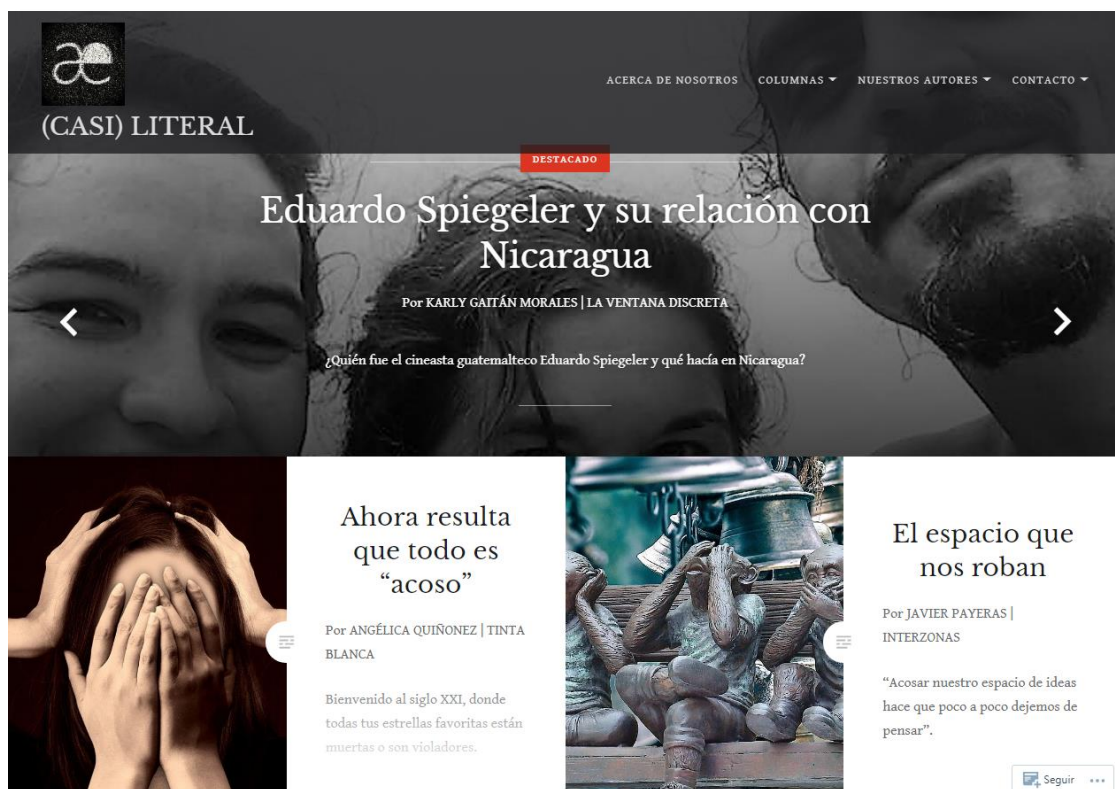 æ
(CASI) LITERAL
ACERCA DE NOSOTROS COLUMNAS NUESTROS AUTORES CONTACTO
DESTACADO
Eduardo Spiegeler y su relación con
Nicaragua
Por KARLY GAITÁN MORALES | LA VENTANA DISCRETA
¿Quién fue el cineasta guatemalteco Eduardo Spiegeler y qué hacía en Nicaragua?
Ahora resulta
que todo es
“acoso”
Por ANGÉLICA QUIÑONEZ | TINTA
BLANCA
Bienvenido al siglo XXI, donde
todas tus estrellas favoritas están
muertas o son violadores.
El espacio que
nos roban
Por JAVIER PAYERAS |
INTERZONAS
“Acosar nuestro espacio de ideas
hace que poco a poco dejemos de
pensar”.
Seguir